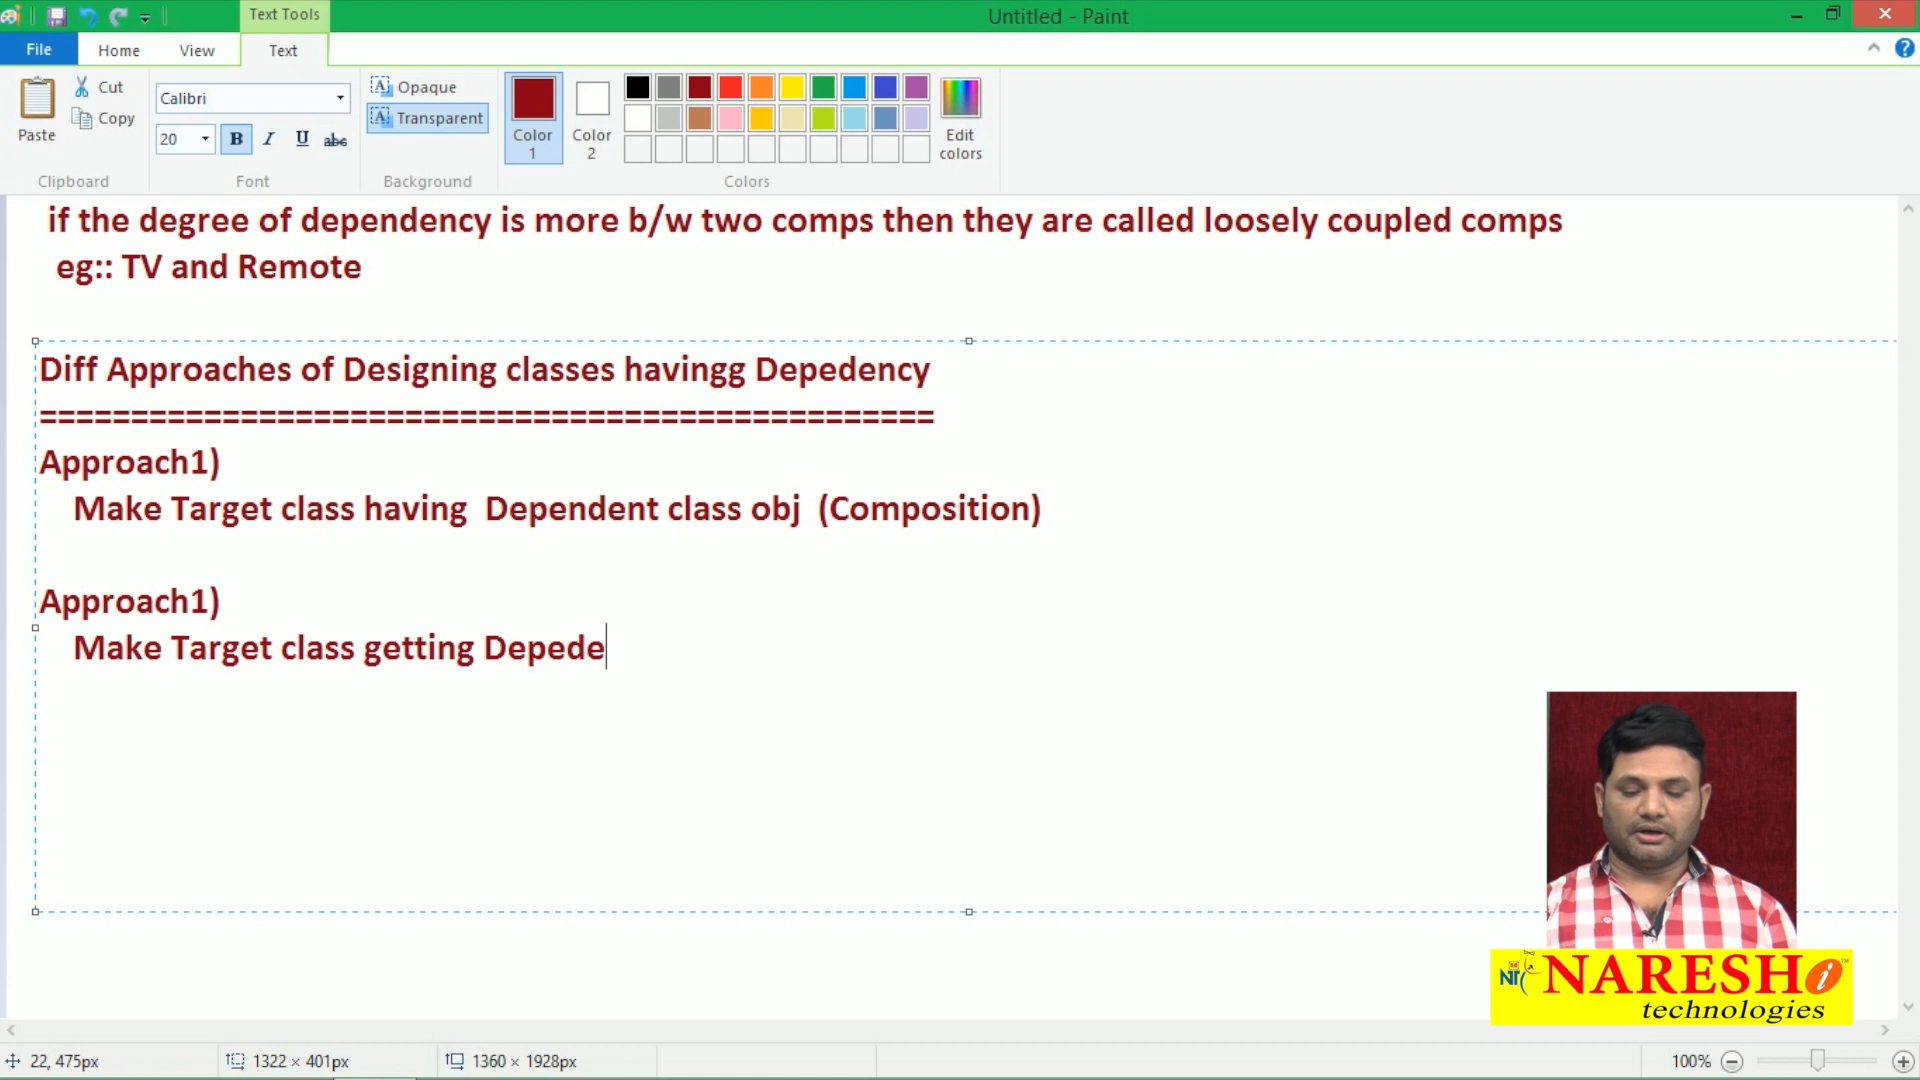 Text Tools
Untitled - Paint
File
Home
View
Text
Cut
Copy
Paste
Clipboard
Calibri
20
B I U abc
Font
Opaque
Transparent
Background
Color 1
Color 2
Edit colors
Colors
if the degree of dependency is more b/w two comps then they are called loosely coupled comps
eg:: TV and Remote
Diff Approaches of Designing classes havingg Depedency
=================================================
Approach1)
Make Target class having Dependent class obj (Composition)
Approach1)
Make Target class getting Depede
NARESHi™
technologies
22, 475px
1322 × 401px
1360 × 1928px
100%